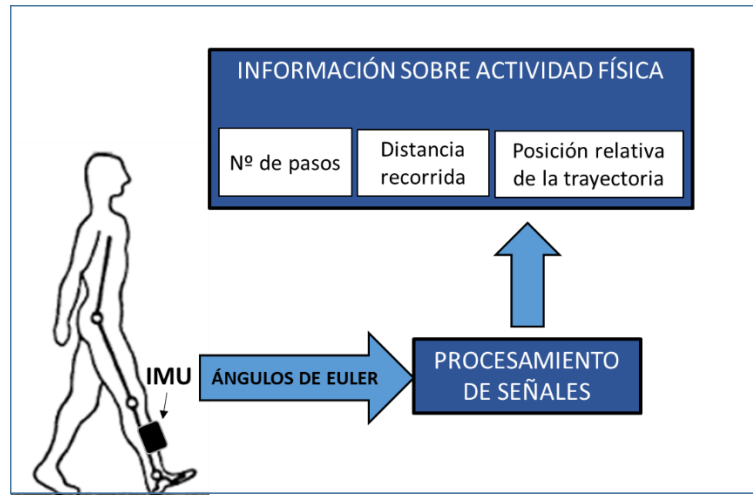 INFORMACIÓN SOBRE ACTIVIDAD FÍSICA
Nº de pasos
Distancia
recorrida
Posición relativa
de la trayectoria
IMU
ÁNGULOS DE EULER
PROCESAMIENTO
DE SEÑALES